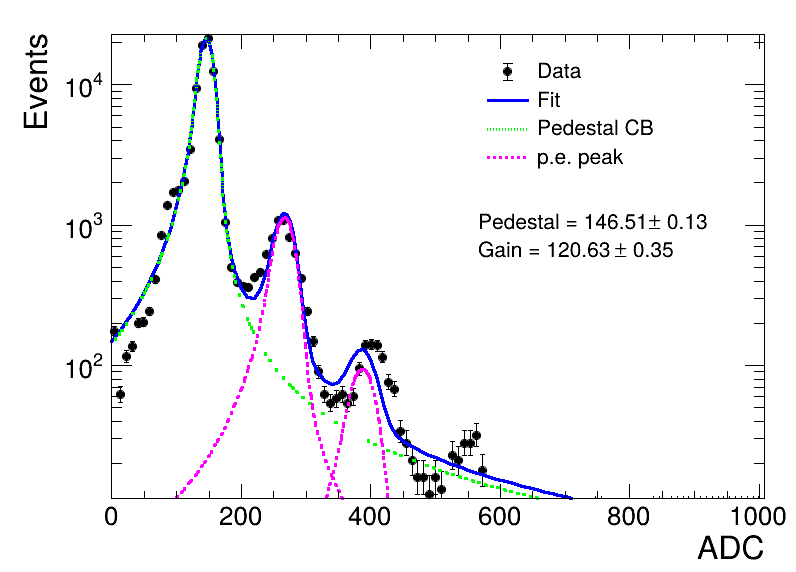 Events
10⁴
10³
10²
Data
Fit
Pedestal CB
p.e. peak
Pedestal = 146.51± 0.13
Gain = 120.63 ± 0.35
0 200 400 600 800 1000
ADC